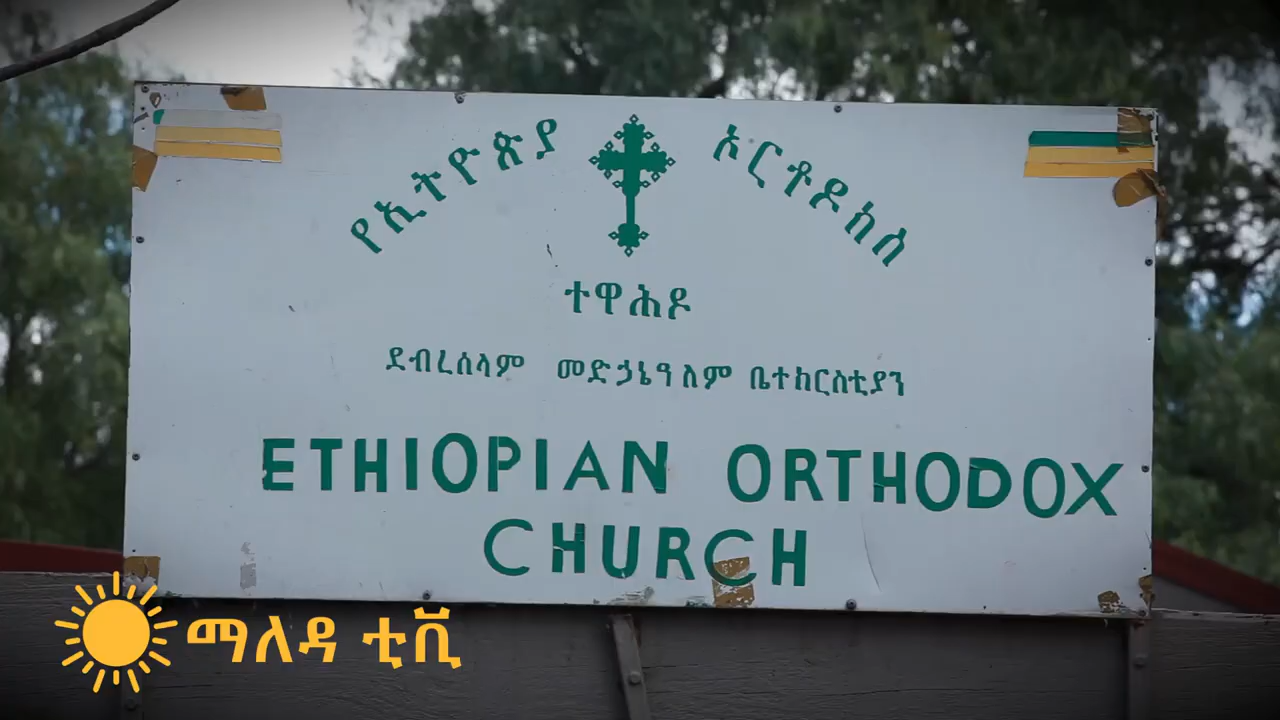 የኢትዮጵያ ኦርቶዶክስ
ተዋሕዶ
ደብረሰላም መድኃኔዓለም ቤተክርስቲያን
ETHIOPIAN ORTHODOX
CHURCH
ማለዳ ቲቪ